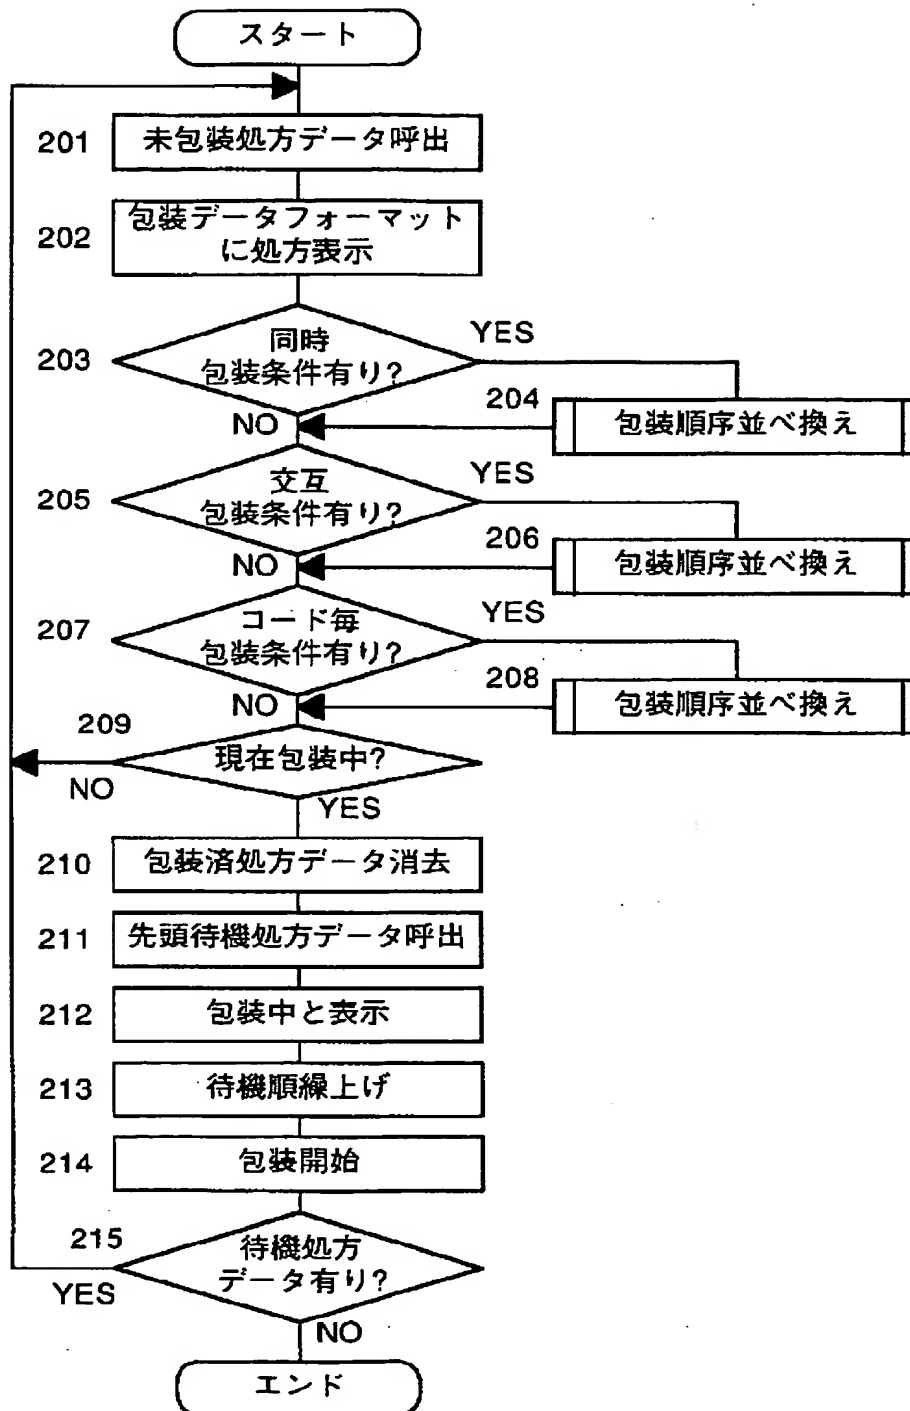 スタート
201
未包装処方データ呼出
202
包装データフォーマット
に処方表示
203
同時
包装条件有り?
YES
NO
204
包装順序並べ換え
205
交互
包装条件有り?
YES
NO
206
包装順序並べ換え
207
コード毎
包装条件有り?
YES
NO
208
包装順序並べ換え
209
現在包装中?
NO
YES
210
包装済処方データ消去
211
先頭待機処方データ呼出
212
包装中と表示
213
待機順繰上げ
214
包装開始
215
待機処方
データ有り?
YES
NO
エンド